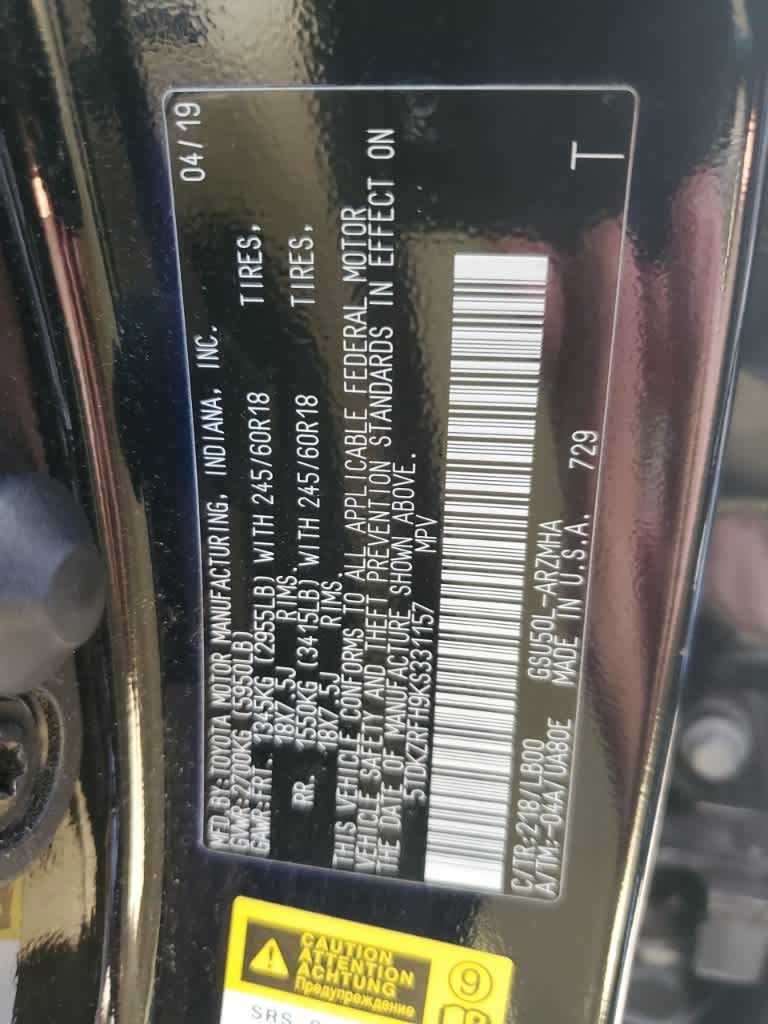 MFD.BY:TOYOTA MOTOR MANUFACTURING, INDIANA, INC. 04/19
GVWR:2700KG (5950LB)
GAWR:FRT. 1345KG (2955LB) WITH 245/60R18 TIRES,
18X7.5J RIMS
RR. 1550KG (3415LB) WITH 245/60R18 TIRES,
18X7.5J RIMS.
THIS VEHICLE CONFORMS TO ALL APPLICABLE FEDERAL MOTOR
VEHICLE SAFETY AND THEFT PREVENTION STANDARDS IN EFFECT ON
THE DATE OF MANUFACTURE SHOWN ABOVE.
5TDKZRFH9KS331157 MPV
C/TR:218/LB00 GSU50L-ARZMHA
A/TM:-04A/UA80E MADE IN U.S.A. 729
T
CAUTION
ATTENTION
ACHTUNG
Предупреждение
9
SRS